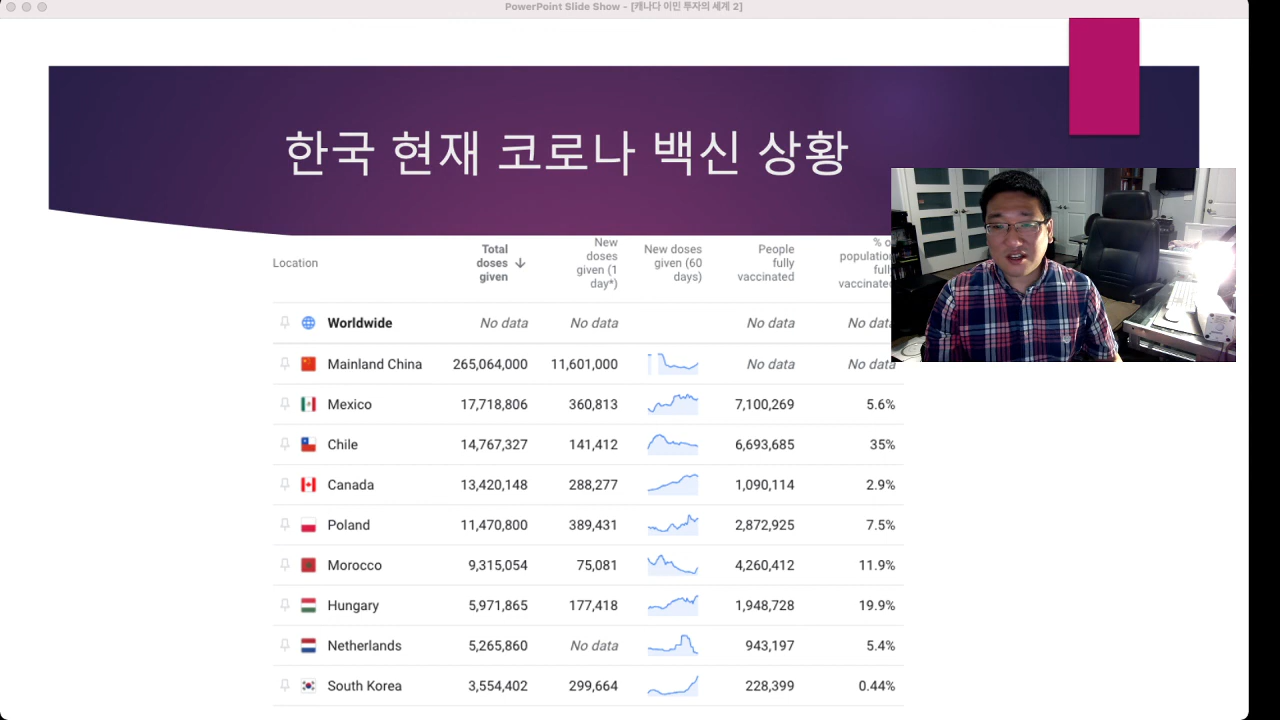 PowerPoint Slide Show - [캐나다 이민 투자의 세계 2]
한국 현재 코로나 백신 상황
Location
Total
doses
given
New
doses
given (1
day*)
New doses
given (60
days)
People
fully
vaccinated
% o
population
full
vaccinated
Worldwide No data No data No data No data
Mainland China 265,064,000 11,601,000 No data No data
Mexico 17,718,806 360,813 7,100,269 5.6%
Chile 14,767,327 141,412 6,693,685 35%
Canada 13,420,148 288,277 1,090,114 2.9%
Poland 11,470,800 389,431 2,872,925 7.5%
Morocco 9,315,054 75,081 4,260,412 11.9%
Hungary 5,971,865 177,418 1,948,728 19.9%
Netherlands 5,265,860 No data 943,197 5.4%
South Korea 3,554,402 299,664 228,399 0.44%